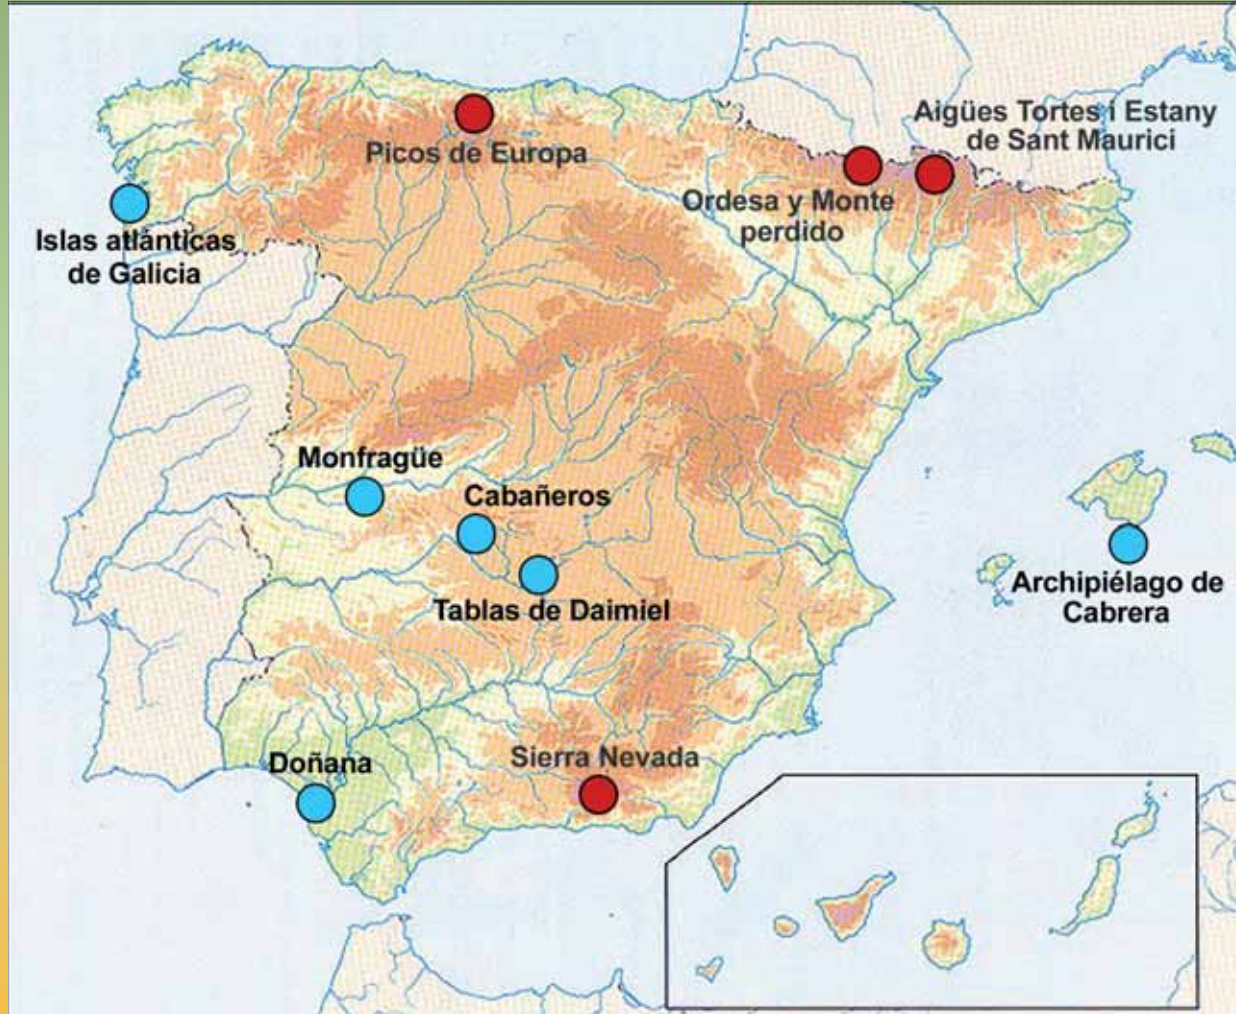 Aigües Tortes i Estany
de Sant Maurici
Picos de Europa
Ordesa y Monte
perdido
Islas atlánticas
de Galicia
Monfragüe
Cabañeros
Tablas de Daimiel
Archipiélago de
Cabrera
Doñana
Sierra Nevada